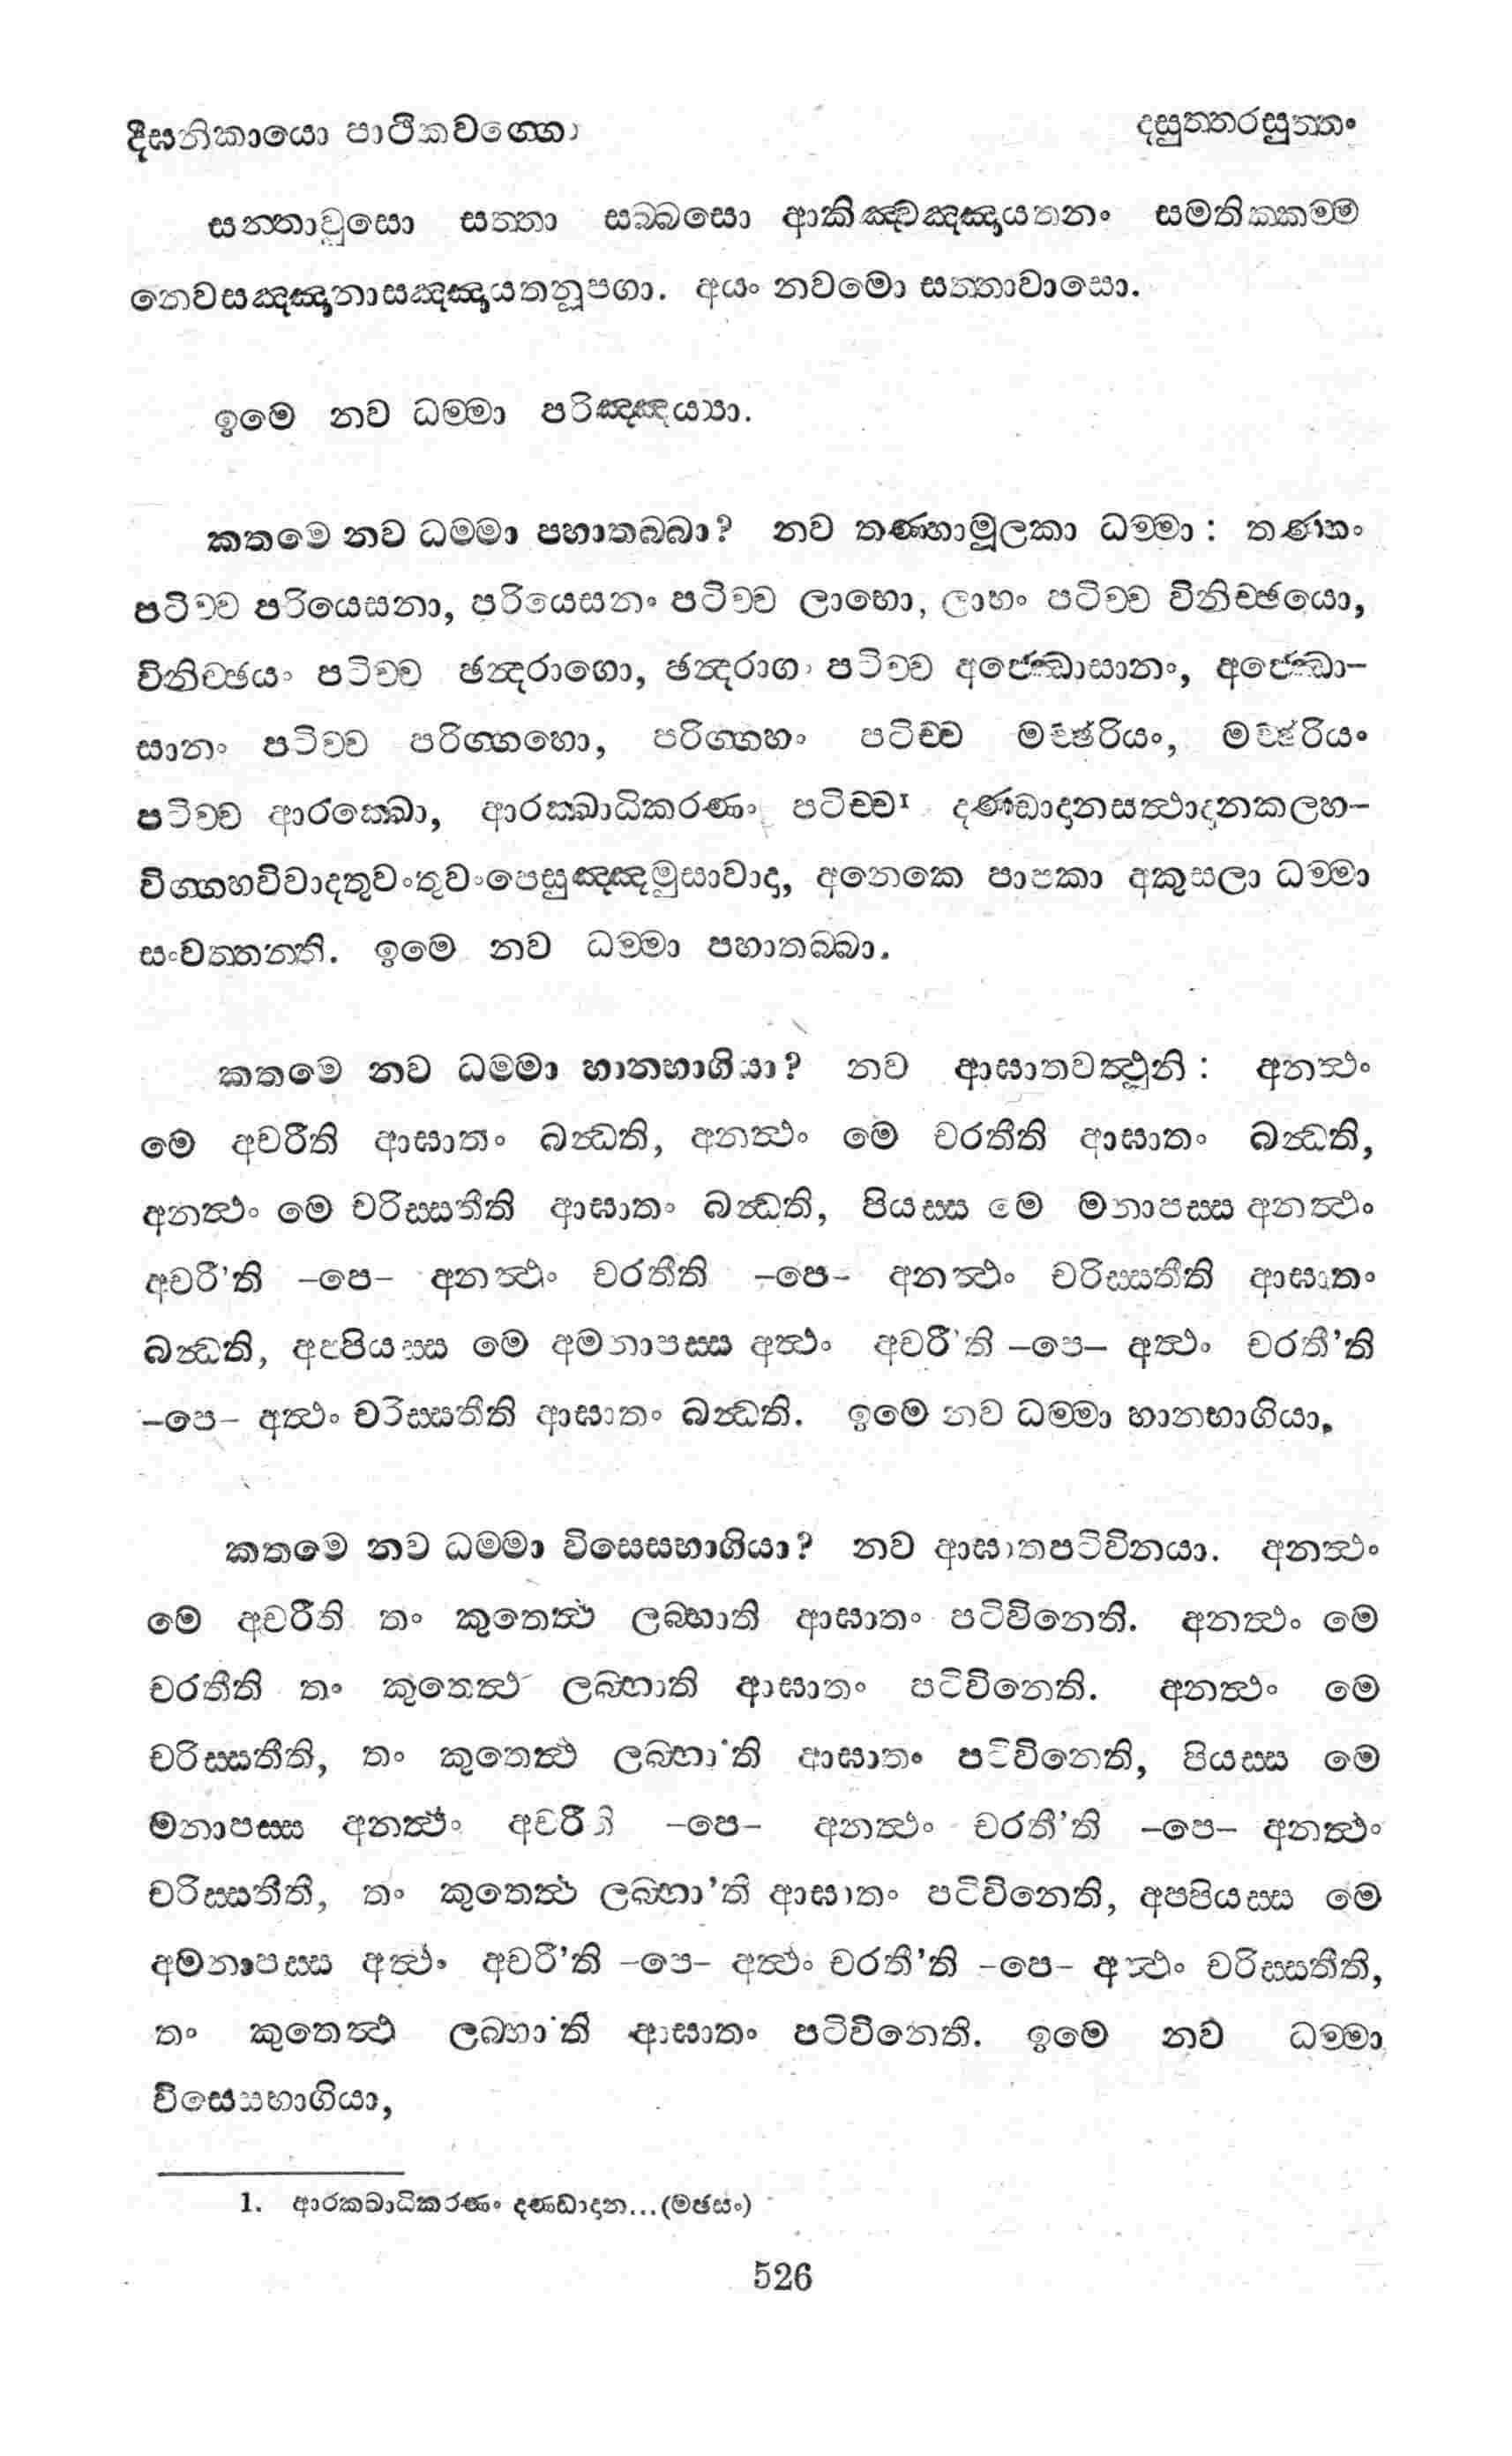 දීඝනිකායො පාථිකවග්ගො දසුත්තරසුත්තං
සන්තාවුසො සත්තා සබ්බසො ආකිඤ්චඤ්ඤායතනං සමතික්කම්ම
නෙවසඤ්ඤානාසඤ්ඤායතනූපගා. අයං නවමො සත්තාවාසො.
ඉමෙ නව ධම්මා පරිඤ්ඤෙය්‍යා.
කතමෙ නව ධම්මා පහාතබ්බා? නව තණ්හාමූලකා ධම්මා : තණ්හං
පටිච්ච පරියෙසනා, පරියෙසනං පටිච්ච ලාභො, ලාභං පටිච්ච විනිච්ඡයො,
විනිච්ඡයං පටිච්ච ඡන්දරාගො, ඡන්දරාගං පටිච්ච අජ්ඣොසානං, අජ්ඣො-
සානං පටිච්ච පරිග්ගහො, පරිග්ගහං පටිච්ච මච්ඡරියං, මච්ඡරියං
පටිච්ච ආරක්ඛො, ආරක්ඛාධිකරණං පටිච්ච1 දණ්ඩාදානසත්ථාදානකලහ-
විග්ගහවිවාදතුවංතුවංපෙසුඤ්ඤමුසාවාදා, අනෙකෙ පාපකා අකුසලා ධම්මා
සංවත්තන්ති. ඉමෙ නව ධම්මා පහාතබ්බා.
කතමෙ නව ධම්මා හානභාගියා? නව ආඝාතවත්ථූනි : අනත්ථං
මෙ අචරීති ආඝාතං බන්ධති, අනත්ථං මෙ චරතීති ආඝාතං බන්ධති,
අනත්ථං මෙ චරිස්සතීති ආඝාතං බන්ධති, පියස්ස මෙ මනාපස්ස අනත්ථං
අචරී’ති –පෙ– අනත්ථං චරතීති –පෙ– අනත්ථං චරිස්සතීති ආඝාතං
බන්ධති, අප්පියස්ස මෙ අමනාපස්ස අත්ථං අචරී’ති –පෙ– අත්ථං චරතී’ති
–පෙ– අත්ථං චරිස්සතීති ආඝාතං බන්ධති. ඉමෙ නව ධම්මා හානභාගියා.
කතමෙ නව ධම්මා විසෙසභාගියා? නව ආඝාතපටිවිනයා. අනත්ථං
මෙ අචරීති තං කුතෙත්ථ ලබ්භාති ආඝාතං පටිවිනෙති. අනත්ථං මෙ
චරතීති තං කුතෙත්ථ ලබ්භාති ආඝාතං පටිවිනෙති. අනත්ථං මෙ
චරිස්සතීති, තං කුතෙත්ථ ලබ්භා’ති ආඝාතං පටිවිනෙති, පියස්ස මෙ
මනාපස්ස අනත්ථං අචරී’ති –පෙ– අනත්ථං චරතී’ති –පෙ– අනත්ථං
චරිස්සතීති, තං කුතෙත්ථ ලබ්භා’ති ආඝාතං පටිවිනෙති, අප්පියස්ස මෙ
අමනාපස්ස අත්ථං අචරී’ති –පෙ– අත්ථං චරතී’ති –පෙ– අත්ථං චරිස්සතීති,
තං කුතෙත්ථ ලබ්භා’ති ආඝාතං පටිවිනෙති. ඉමෙ නව ධම්මා
විසෙසභාගියා,
1. ආරක්ඛාධිකරණං දණ්ඩාදාන...(මඡසං)
526